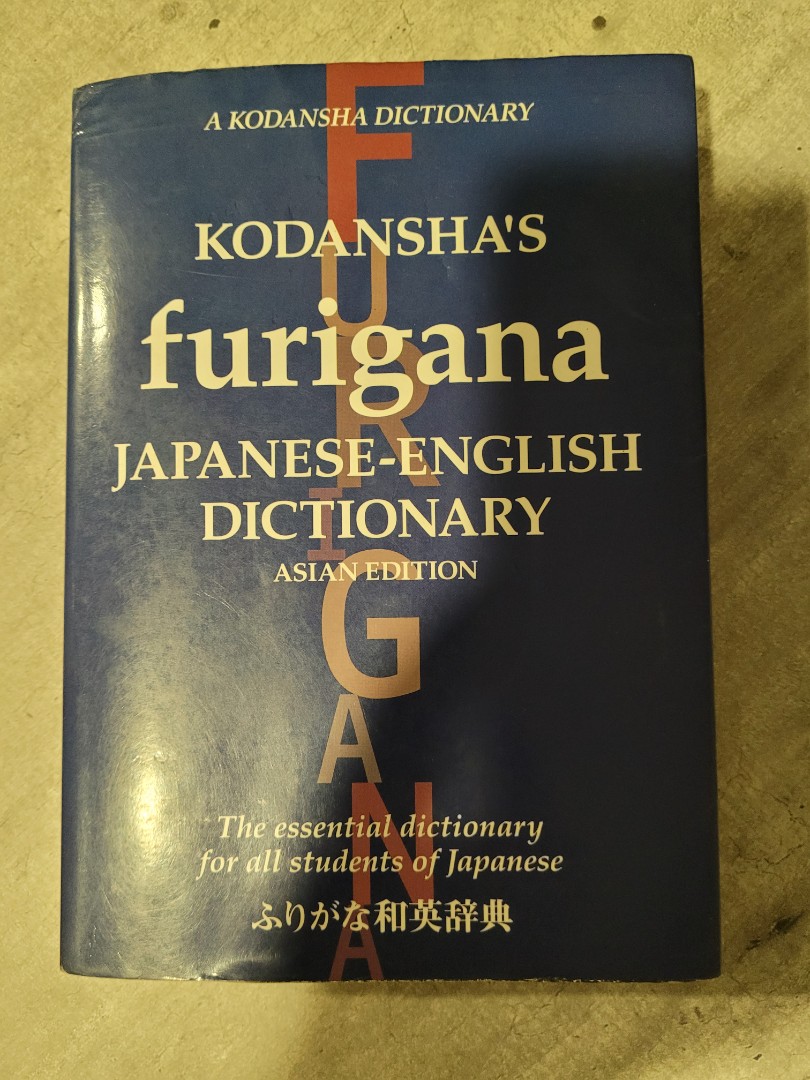 A KODANSHA DICTIONARY
KODANSHA'S
furigana
JAPANESE-ENGLISH
DICTIONARY
ASIAN EDITION
The essential dictionary
for all students of Japanese
ふりがな和英辞典
FURIGANA